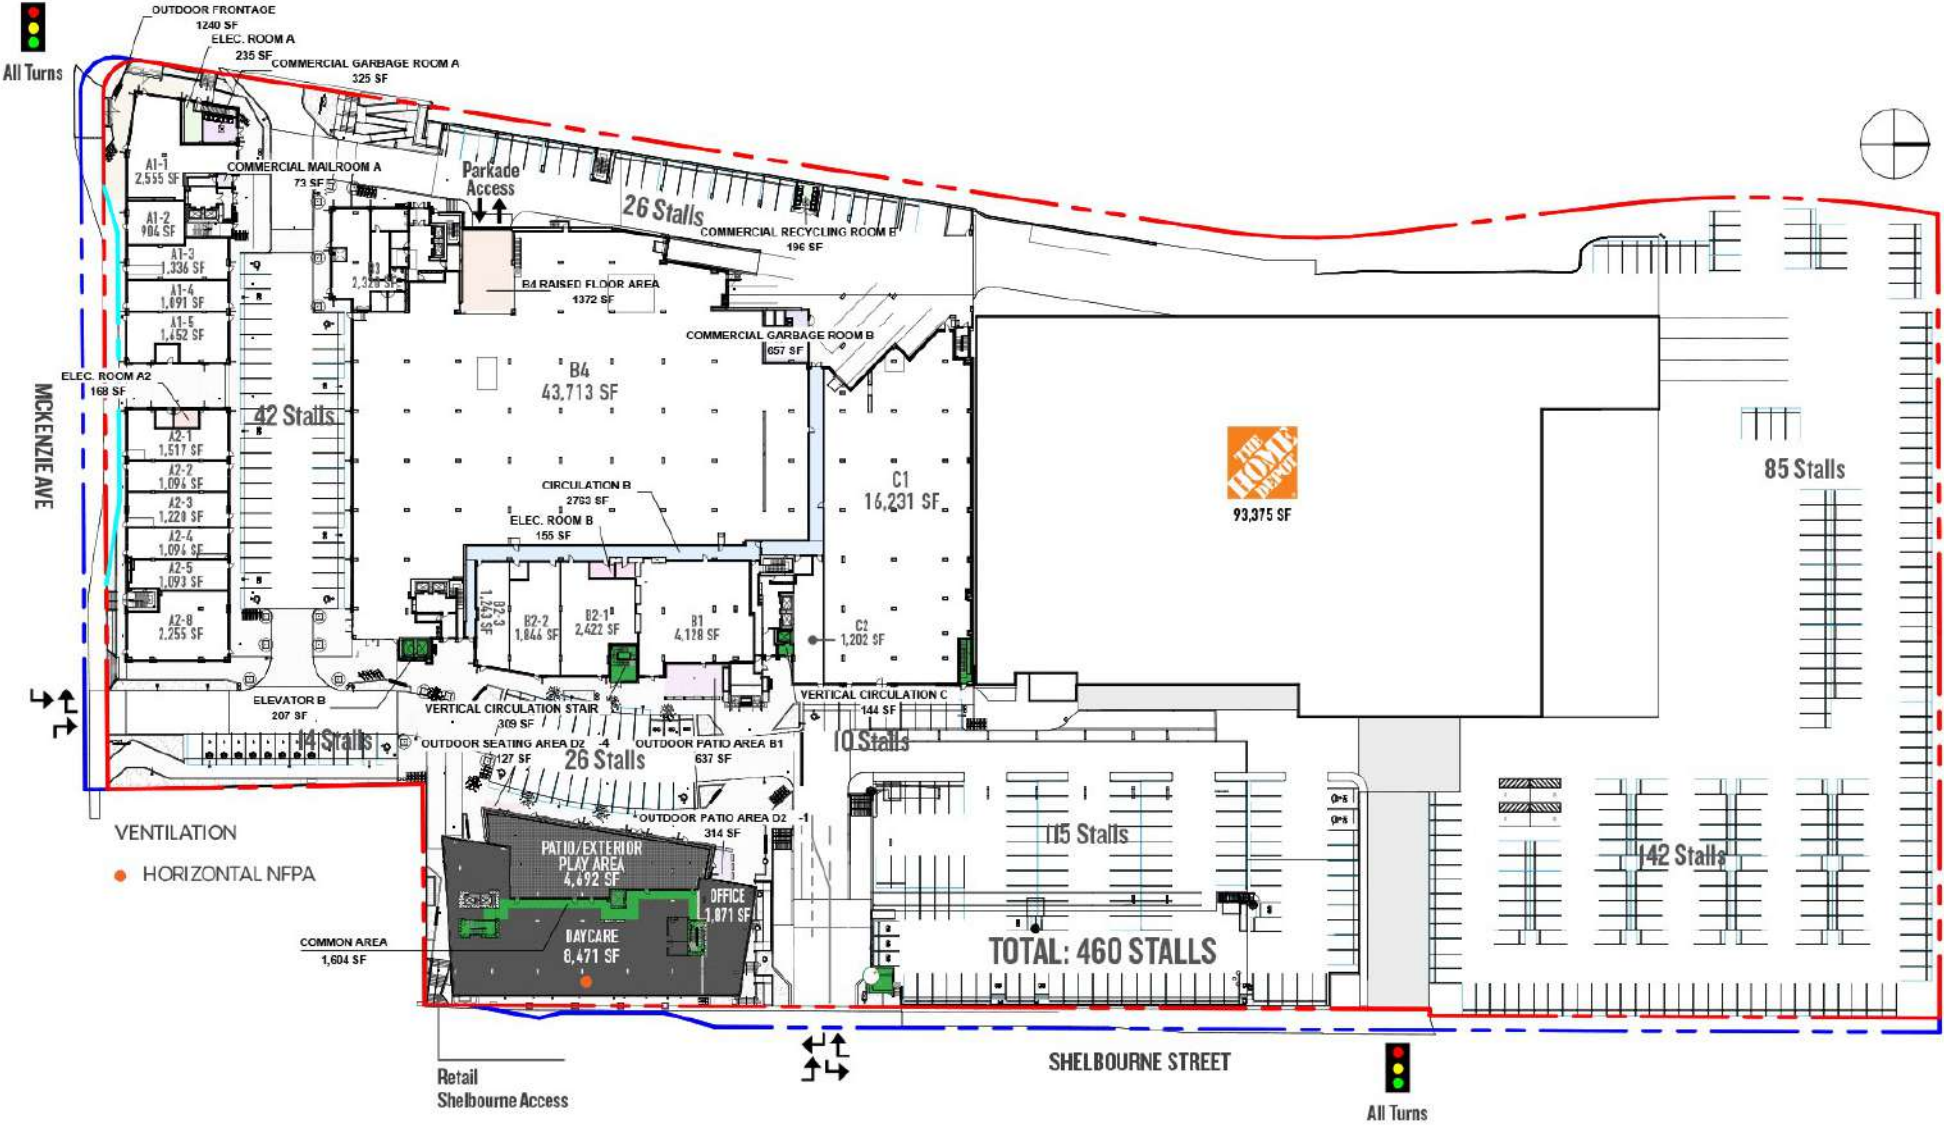 OUTDOOR FRONTAGE
1240 SF
ELEC. ROOM A
235 SF
COMMERCIAL GARBAGE ROOM A
325 SF
All Turns
A1-1
2,555 SF
COMMERCIAL MAILROOM A
73 SF
Parkade
Access
26 Stalls
A1-2
904 SF
COMMERCIAL RECYCLING ROOM B
196 SF
A1-3
1,336 SF
B4 RAISED FLOOR AREA
1372 SF
A1-4
1,091 SF
A1-5
1,652 SF
COMMERCIAL GARBAGE ROOM B
657 SF
ELEC. ROOM A2
168 SF
B4
43,713 SF
MCKENZIE AVE
42 Stalls
A2-1
1,517 SF
A2-2
1,096 SF
A2-3
1,220 SF
A2-4
1,096 SF
A2-5
1,093 SF
A2-8
2,255 SF
CIRCULATION B
2763 SF
ELEC. ROOM B
155 SF
C1
16,231 SF
THE
HOME
DEPOT
93,375 SF
85 Stalls
B2-3
1,243 SF
B2-2
1,846 SF
B2-1
2,422 SF
B1
4,128 SF
C2
1,202 SF
ELEVATOR B
207 SF
VERTICAL CIRCULATION STAIR
309 SF
VERTICAL CIRCULATION C
144 SF
14 Stalls
OUTDOOR SEATING AREA D2 -4
127 SF
26 Stalls
OUTDOOR PATIO AREA B1
637 SF
10 Stalls
OUTDOOR PATIO AREA D2 -1
314 SF
VENTILATION
HORIZONTAL NFPA
PATIO/EXTERIOR
PLAY AREA
4,692 SF
OFFICE
1,871 SF
115 Stalls
142 Stalls
COMMON AREA
1,604 SF
DAYCARE
8,471 SF
TOTAL: 460 STALLS
SHELBOURNE STREET
Retail
Shelbourne Access
All Turns